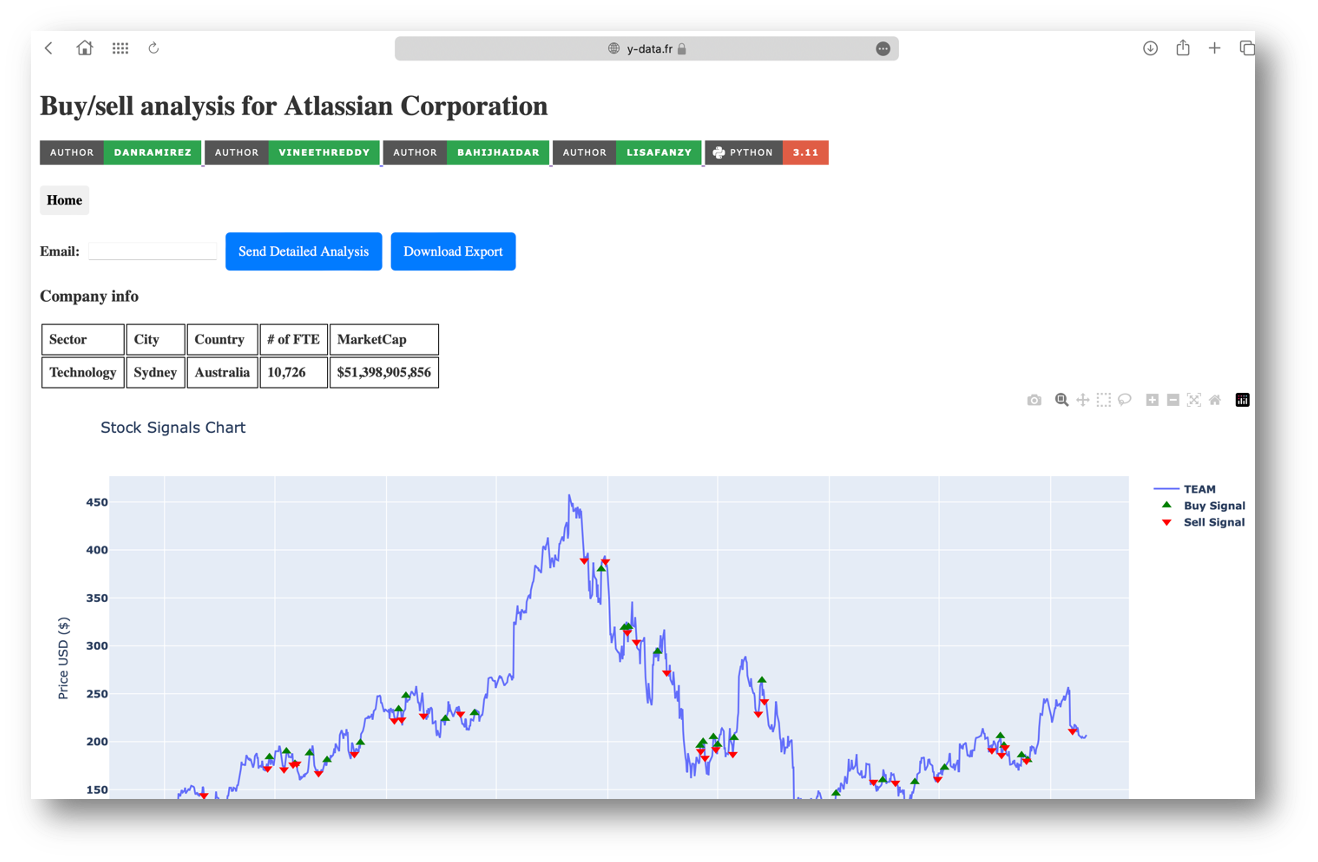 y-data.fr
Buy/sell analysis for Atlassian Corporation
AUTHOR DANRAMIREZ AUTHOR VINEETHREDDY AUTHOR BAHIJHAIDAR AUTHOR LISAFANZY PYTHON 3.11
Home
Email: Send Detailed Analysis Download Export
Company info
Sector City Country # of FTE MarketCap
Technology Sydney Australia 10,726 $51,398,905,856
Stock Signals Chart
TEAM
Buy Signal
Sell Signal
450
400
350
300
250
200
150
Price USD ($)